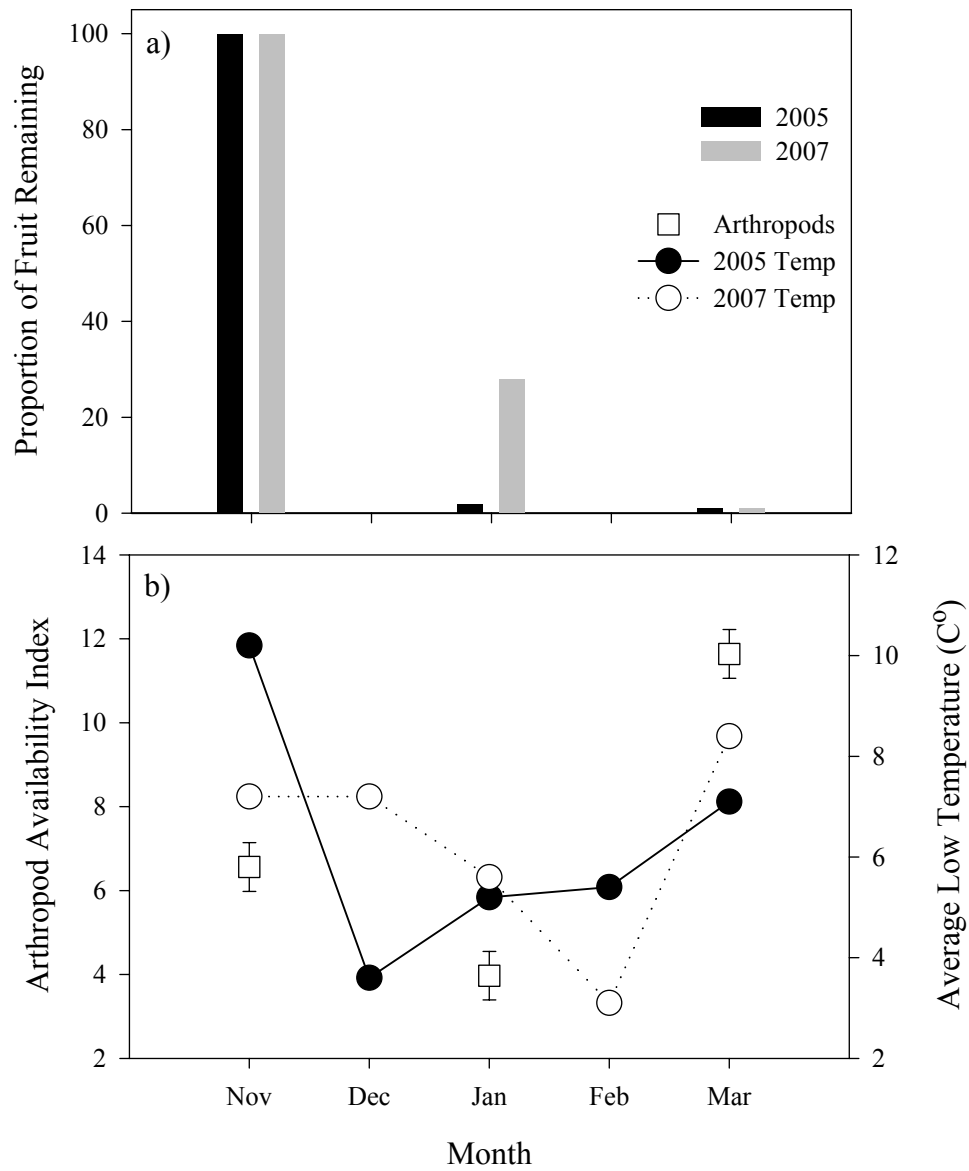 a)
Proportion of Fruit Remaining
100
80
60
40
20
0
2005
2007
Arthropods
2005 Temp
2007 Temp
b)
Arthropod Availability Index
14
12
10
8
6
4
2
Average Low Temperature (C°)
12
10
8
6
4
2
Nov Dec Jan Feb Mar
Month